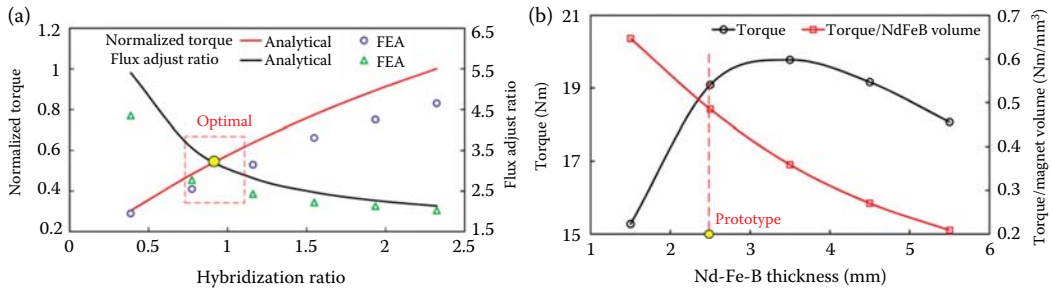 (a)
Normalized torque
1.2
1
0.8
0.6
0.4
0.2
Normalized torque Analytical FEA
Flux adjust ratio Analytical FEA
Optimal
6.5
5.5
4.5
3.5
2.5
1.5
Flux adjust ratio
0 0.5 1 1.5 2 2.5
Hybridization ratio
(b)
Torque (Nm)
21
19
17
15
Torque Torque/NdFeB volume
Prototype
0.7
0.6
0.5
0.4
0.3
0.2
Torque/magnet volume (Nm/mm³)
1 2 3 4 5 6
Nd-Fe-B thickness (mm)